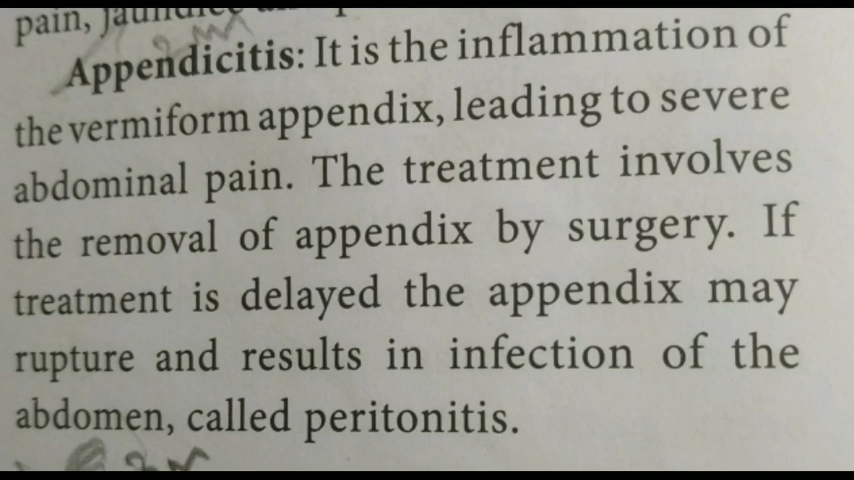 pain, jaundice
Appendicitis: It is the inflammation of
the vermiform appendix, leading to severe
abdominal pain. The treatment involves
the removal of appendix by surgery. If
treatment is delayed the appendix may
rupture and results in infection of the
abdomen, called peritonitis.